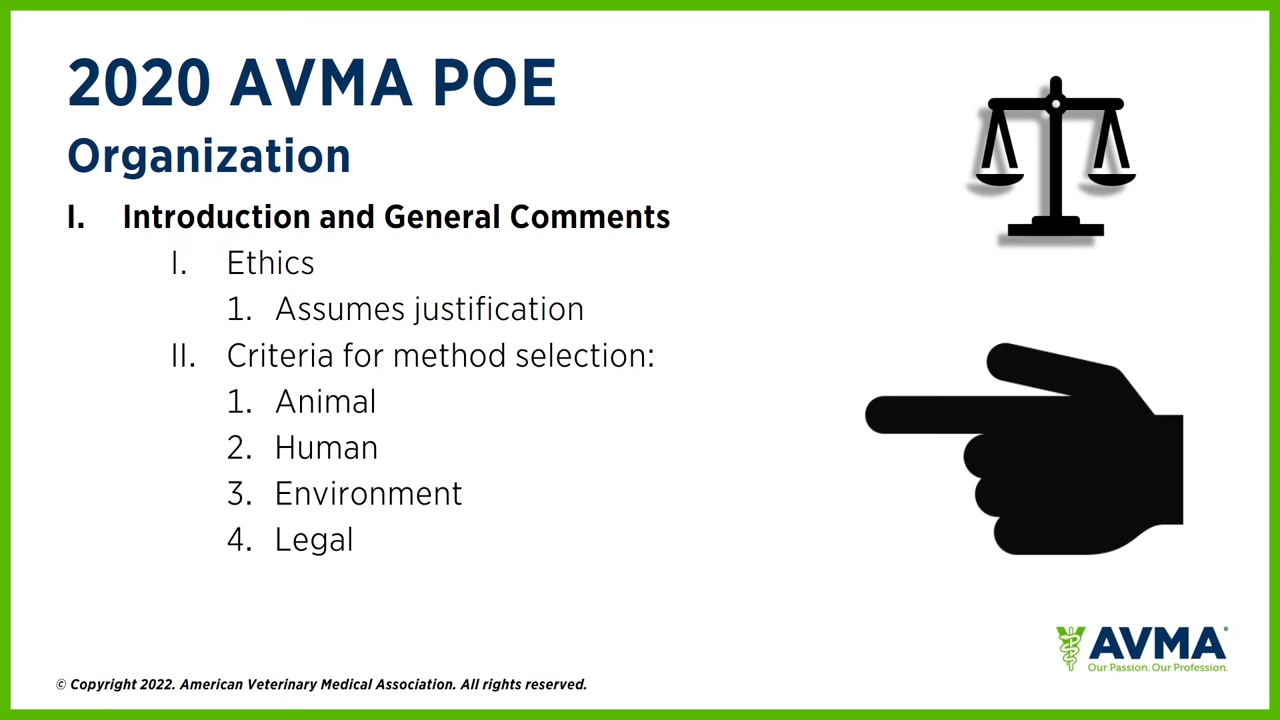 2020 AVMA POE
Organization
I. Introduction and General Comments
I. Ethics
1. Assumes justification
II. Criteria for method selection:
1. Animal
2. Human
3. Environment
4. Legal
AVMA®
Our Passion. Our Profession.
© Copyright 2022. American Veterinary Medical Association. All rights reserved.